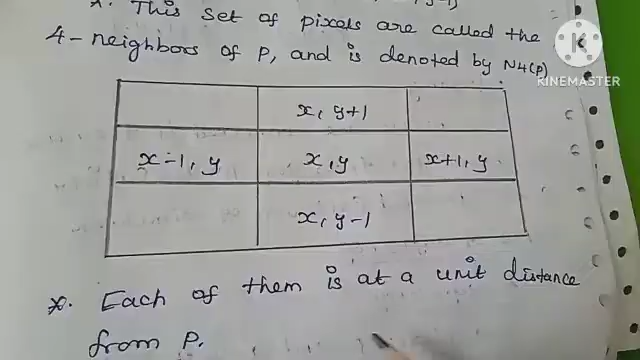 *. This set of pixels are called the
4-neighbors of P, and is denoted by N4(P)
x, y+1
x-1, y x, y x+1, y
x, y-1
*. Each of them is at a unit distance
from P.
KINEMASTER